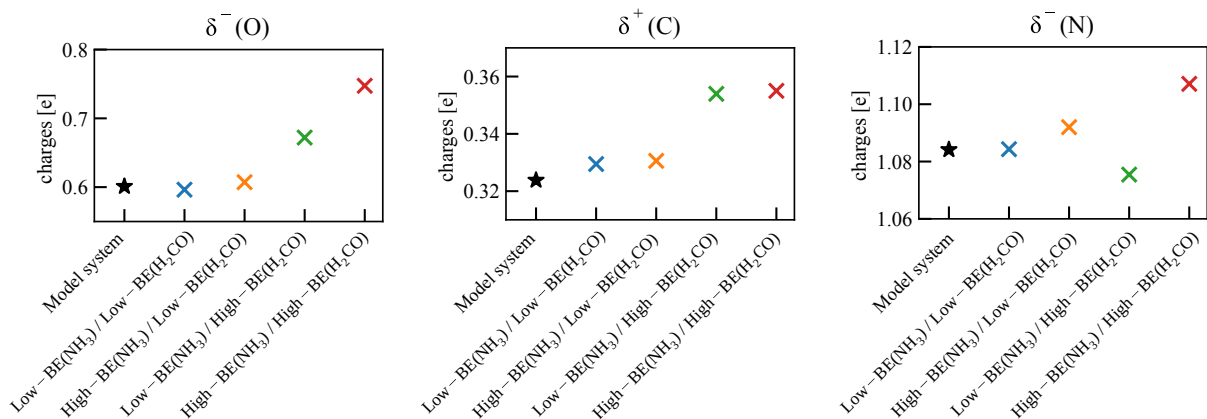 δ⁻(O)
charges [e]
0.8
0.7
0.6
Model system
Low−BE(NH₃) / Low−BE(H₂CO)
High−BE(NH₃) / Low−BE(H₂CO)
Low−BE(NH₃) / High−BE(H₂CO)
High−BE(NH₃) / High−BE(H₂CO)
δ⁺(C)
charges [e]
0.36
0.34
0.32
Model system
Low−BE(NH₃) / Low−BE(H₂CO)
High−BE(NH₃) / Low−BE(H₂CO)
Low−BE(NH₃) / High−BE(H₂CO)
High−BE(NH₃) / High−BE(H₂CO)
δ⁻(N)
charges [e]
1.12
1.10
1.08
1.06
Model system
Low−BE(NH₃) / Low−BE(H₂CO)
High−BE(NH₃) / Low−BE(H₂CO)
Low−BE(NH₃) / High−BE(H₂CO)
High−BE(NH₃) / High−BE(H₂CO)